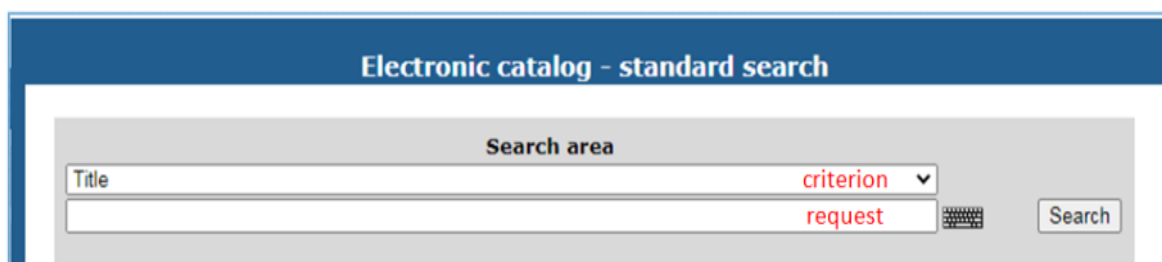 Electronic catalog - standard search
Search area
Title criterion
request Search